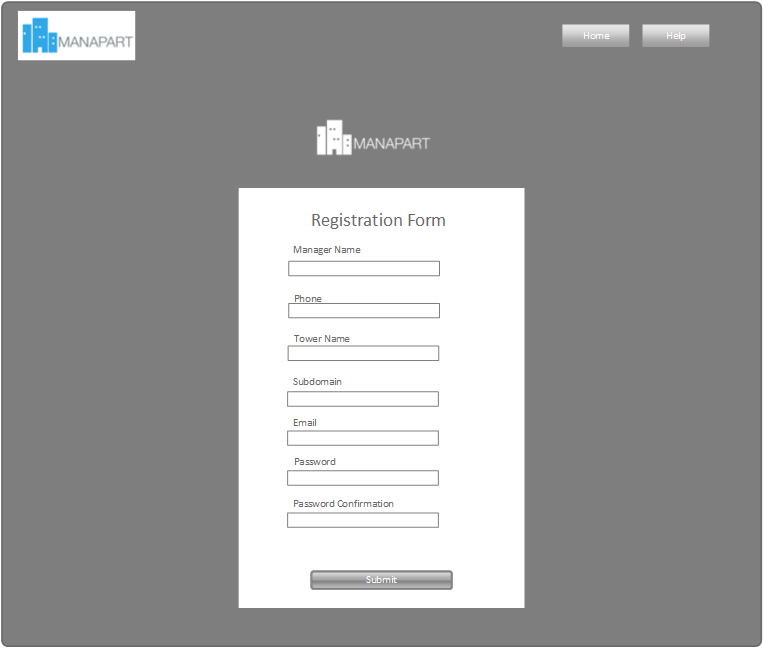 MANAPART
Home
Help
MANAPART
Registration Form
Manager Name
Phone
Tower Name
Subdomain
Email
Password
Password Confirmation
Submit